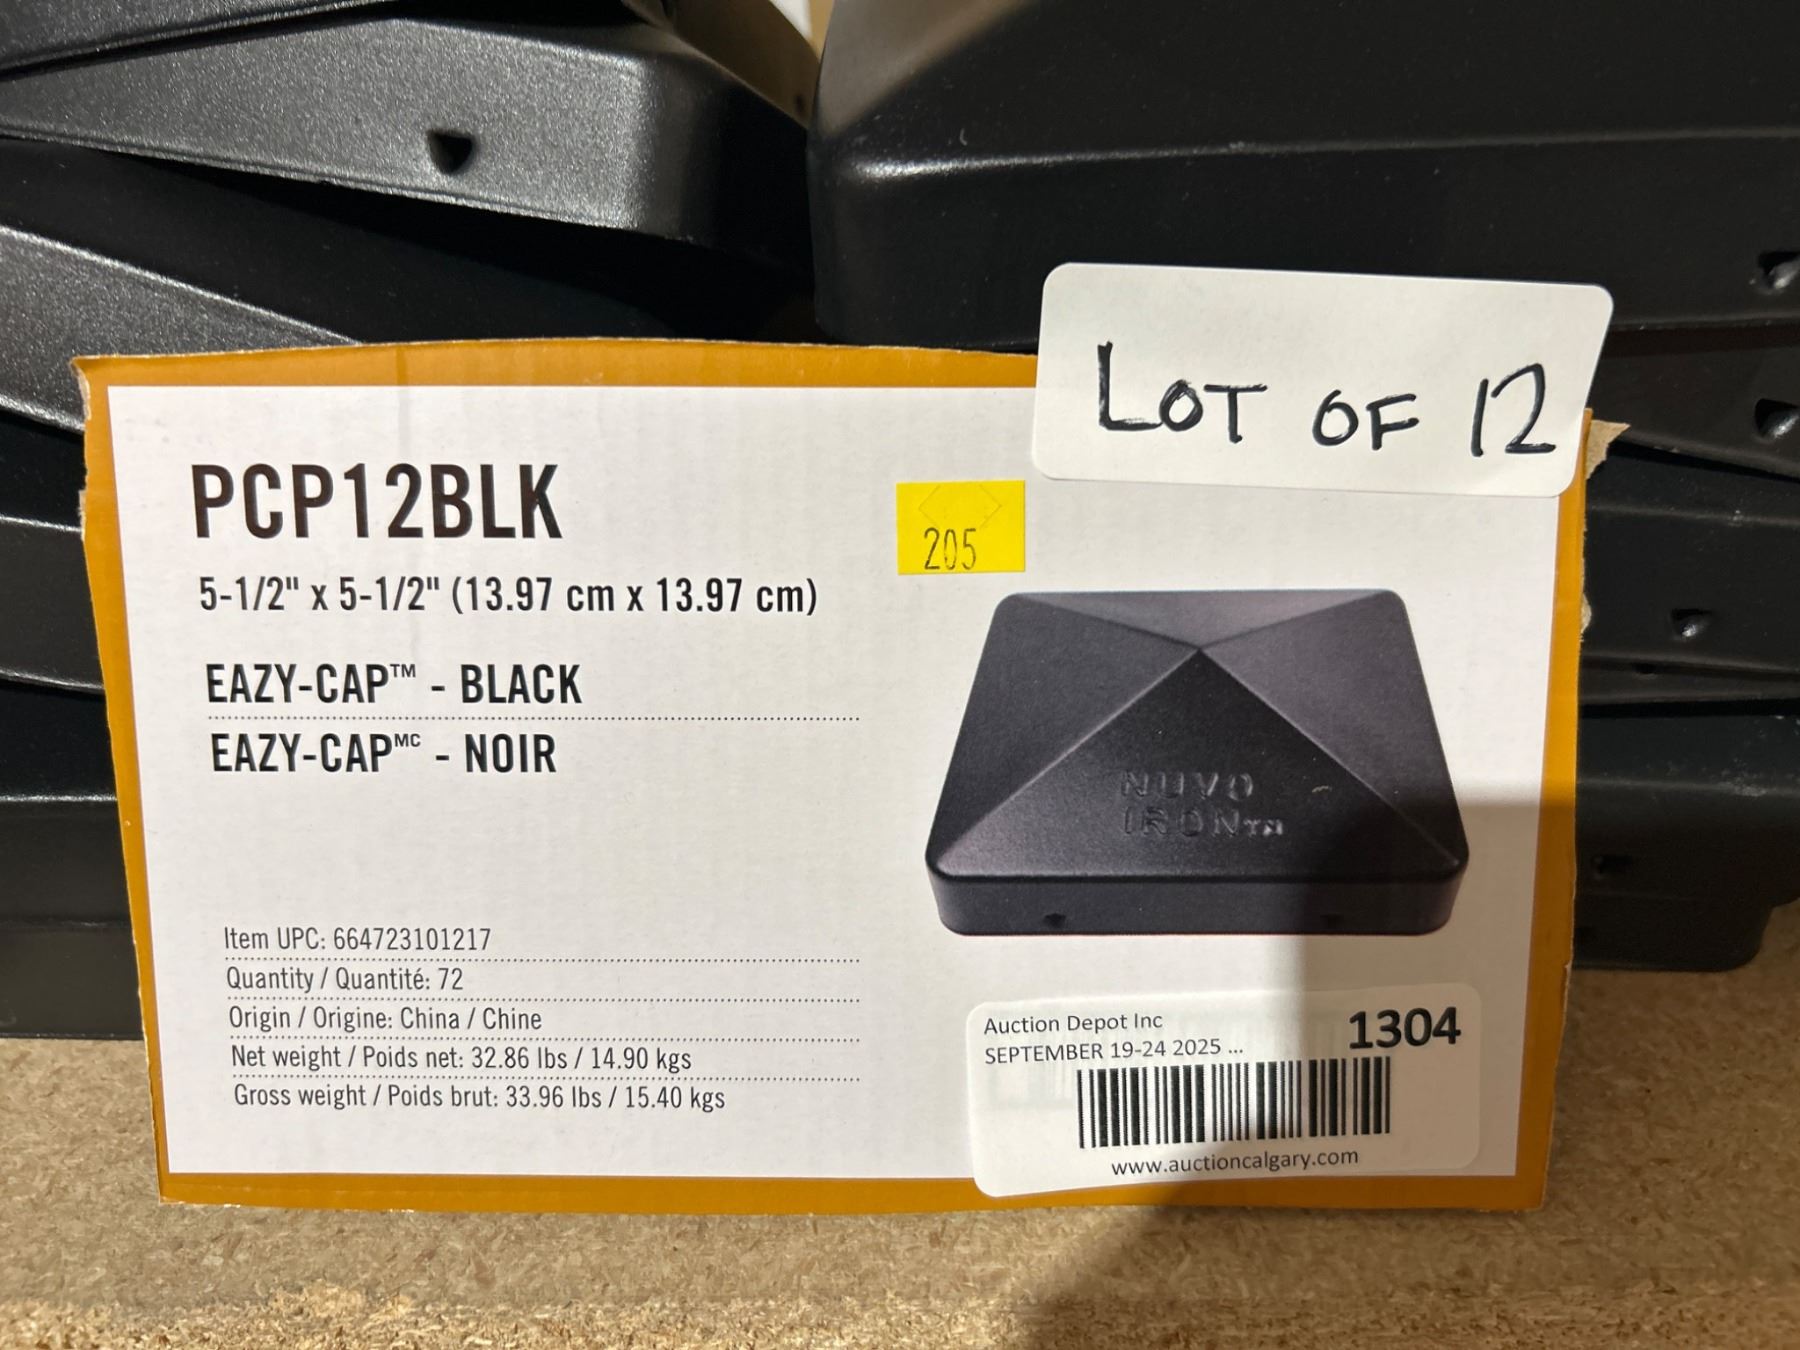 LOT OF 12
PCP12BLK
205
5-1/2" x 5-1/2" (13.97 cm x 13.97 cm)
EAZY-CAP™ - BLACK
EAZY-CAPᴹᶜ - NOIR
NUVO
IRON™
Item UPC: 664723101217
Quantity / Quantité: 72
Origin / Origine: China / Chine
Net weight / Poids net: 32.86 lbs / 14.90 kgs
Gross weight / Poids brut: 33.96 lbs / 15.40 kgs
Auction Depot Inc
SEPTEMBER 19-24 2025 ...
1304
www.auctioncalgary.com